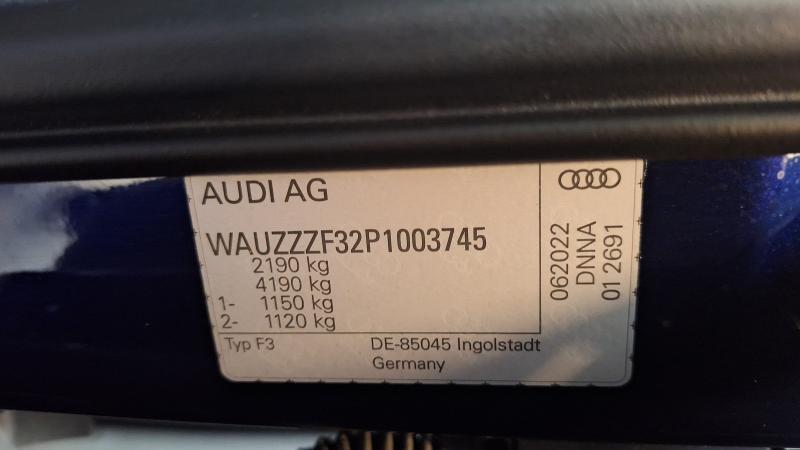 AUDI AG
WAUZZZF32P1003745
2190 kg
4190 kg
1- 1150 kg
2- 1120 kg
Typ F3 DE-85045 Ingolstadt
Germany
062022
DNNA
01 2691